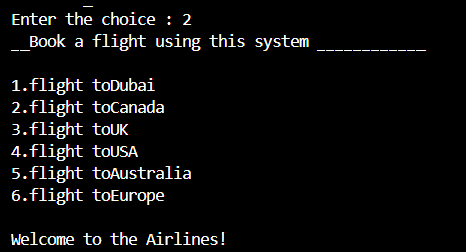 Enter the choice : 2
__Book a flight using this system ____________
1.flight toDubai
2.flight toCanada
3.flight toUK
4.flight toUSA
5.flight toAustralia
6.flight toEurope
Welcome to the Airlines!